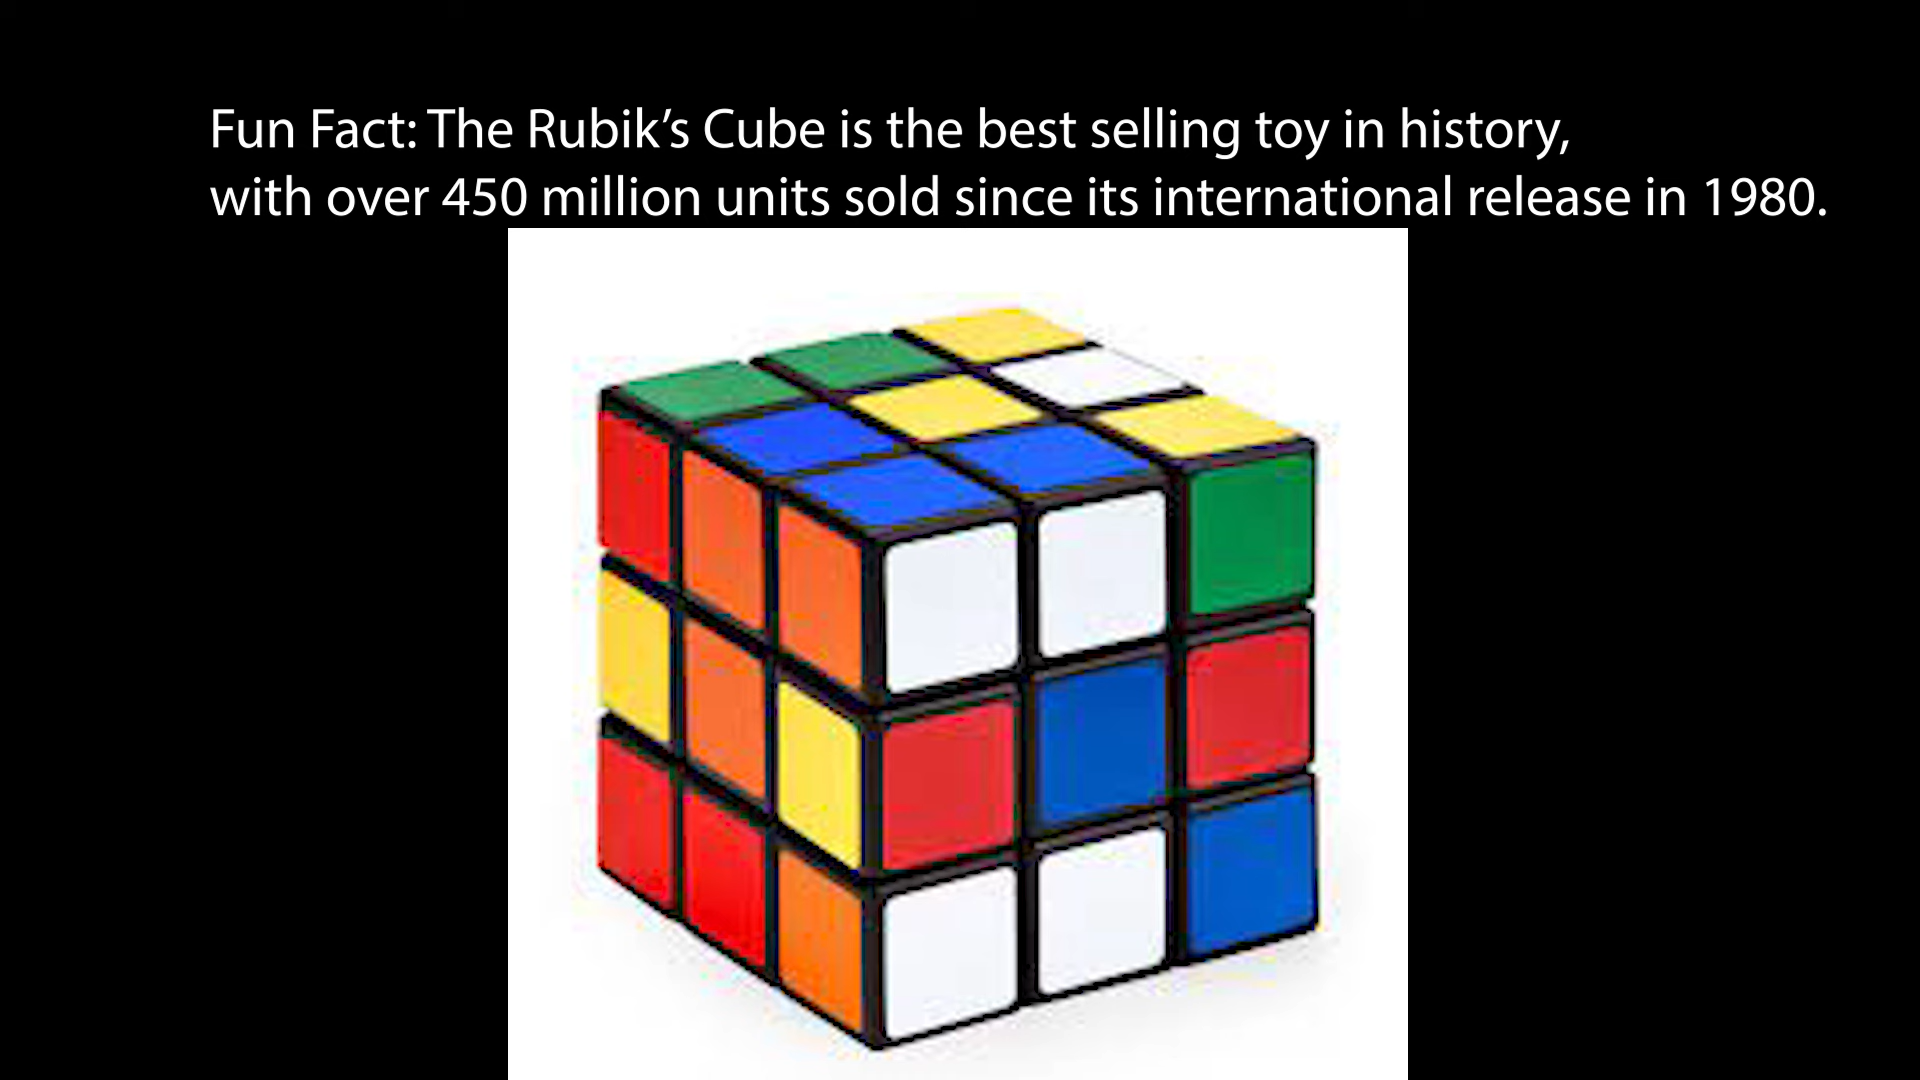 Fun Fact: The Rubik’s Cube is the best selling toy in history,
with over 450 million units sold since its international release in 1980.